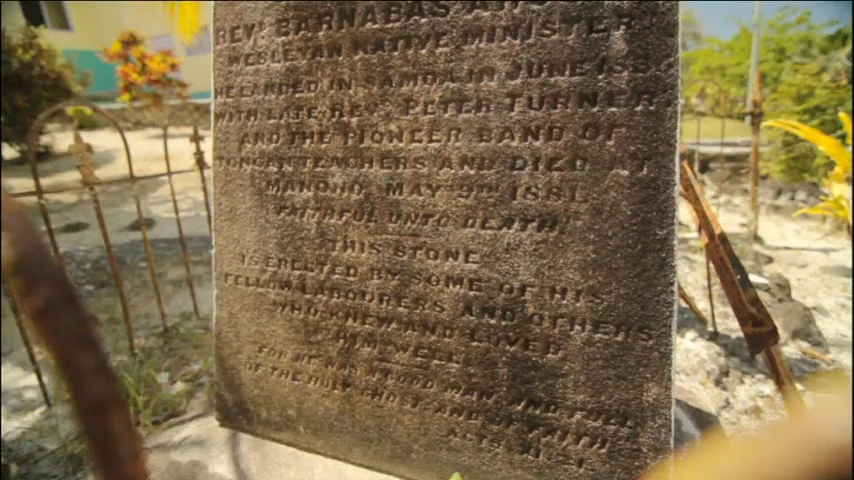 REV. BARNABAS
WESLEYAN NATIVE MINISTER
HE LANDED IN SAMOA IN JUNE
WITH LATE REV. PETER TURNER
AND THE PIONEER BAND OF
TONGAN TEACHERS AND DIED AT
MANONO MAY 9TH 1881.
"FAITHFUL UNTO DEATH"
THIS STONE
IS ERECTED BY SOME OF HIS
FELLOW LABOURERS AND OTHERS
WHO KNEW AND LOVED
HIM WELL
FOR HE WAS A GOOD MAN, AND FULL
OF THE HOLY GHOST AND OF FAITH
ACTS